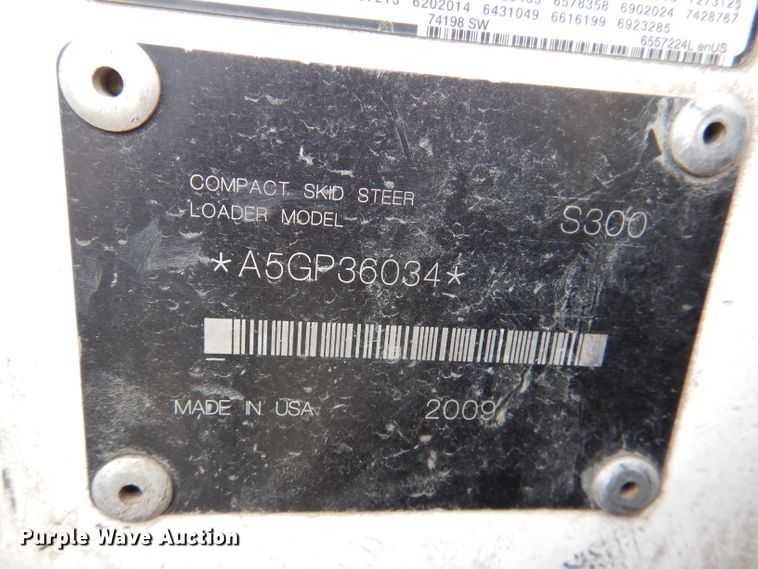 6578358 6902024 7428767
6202014 6431049 6616199 6923285
74198 SW
6557224L enUS
COMPACT SKID STEER
LOADER MODEL S300
*A5GP36034*
MADE IN USA 2009
Purple Wave Auction